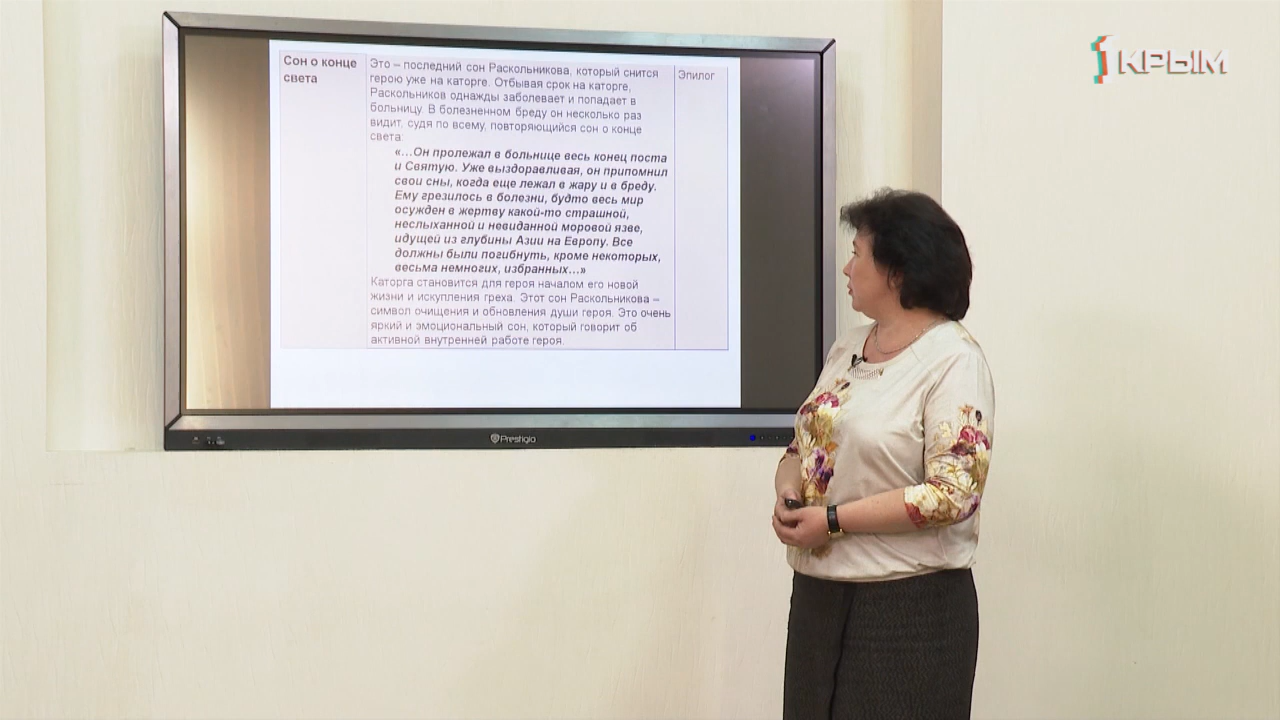 1КРЫМ
Сон о конце
света
Это – последний сон Раскольникова, который снится
герою уже на каторге. Отбывая срок на каторге,
Раскольников однажды заболевает и попадает в
больницу. В болезненном бреду он несколько раз
видит, судя по всему, повторяющийся сон о конце
света:
«...Он пролежал в больнице весь конец поста
и Святую. Уже выздоравливая, он припомнил
свои сны, когда еще лежал в жару и в бреду.
Ему грезилось в болезни, будто весь мир
осужден в жертву какой-то страшной,
неслыханной и невиданной моровой язве,
идущей из глубины Азии на Европу. Все
должны были погибнуть, кроме некоторых,
весьма немногих, избранных...»
Каторга становится для героя началом его новой
жизни и искупления греха. Этот сон Раскольникова –
символ очищения и обновления души героя. Это очень
яркий и эмоциональный сон, который говорит об
активной внутренней работе героя.
Эпилог
Prestigio